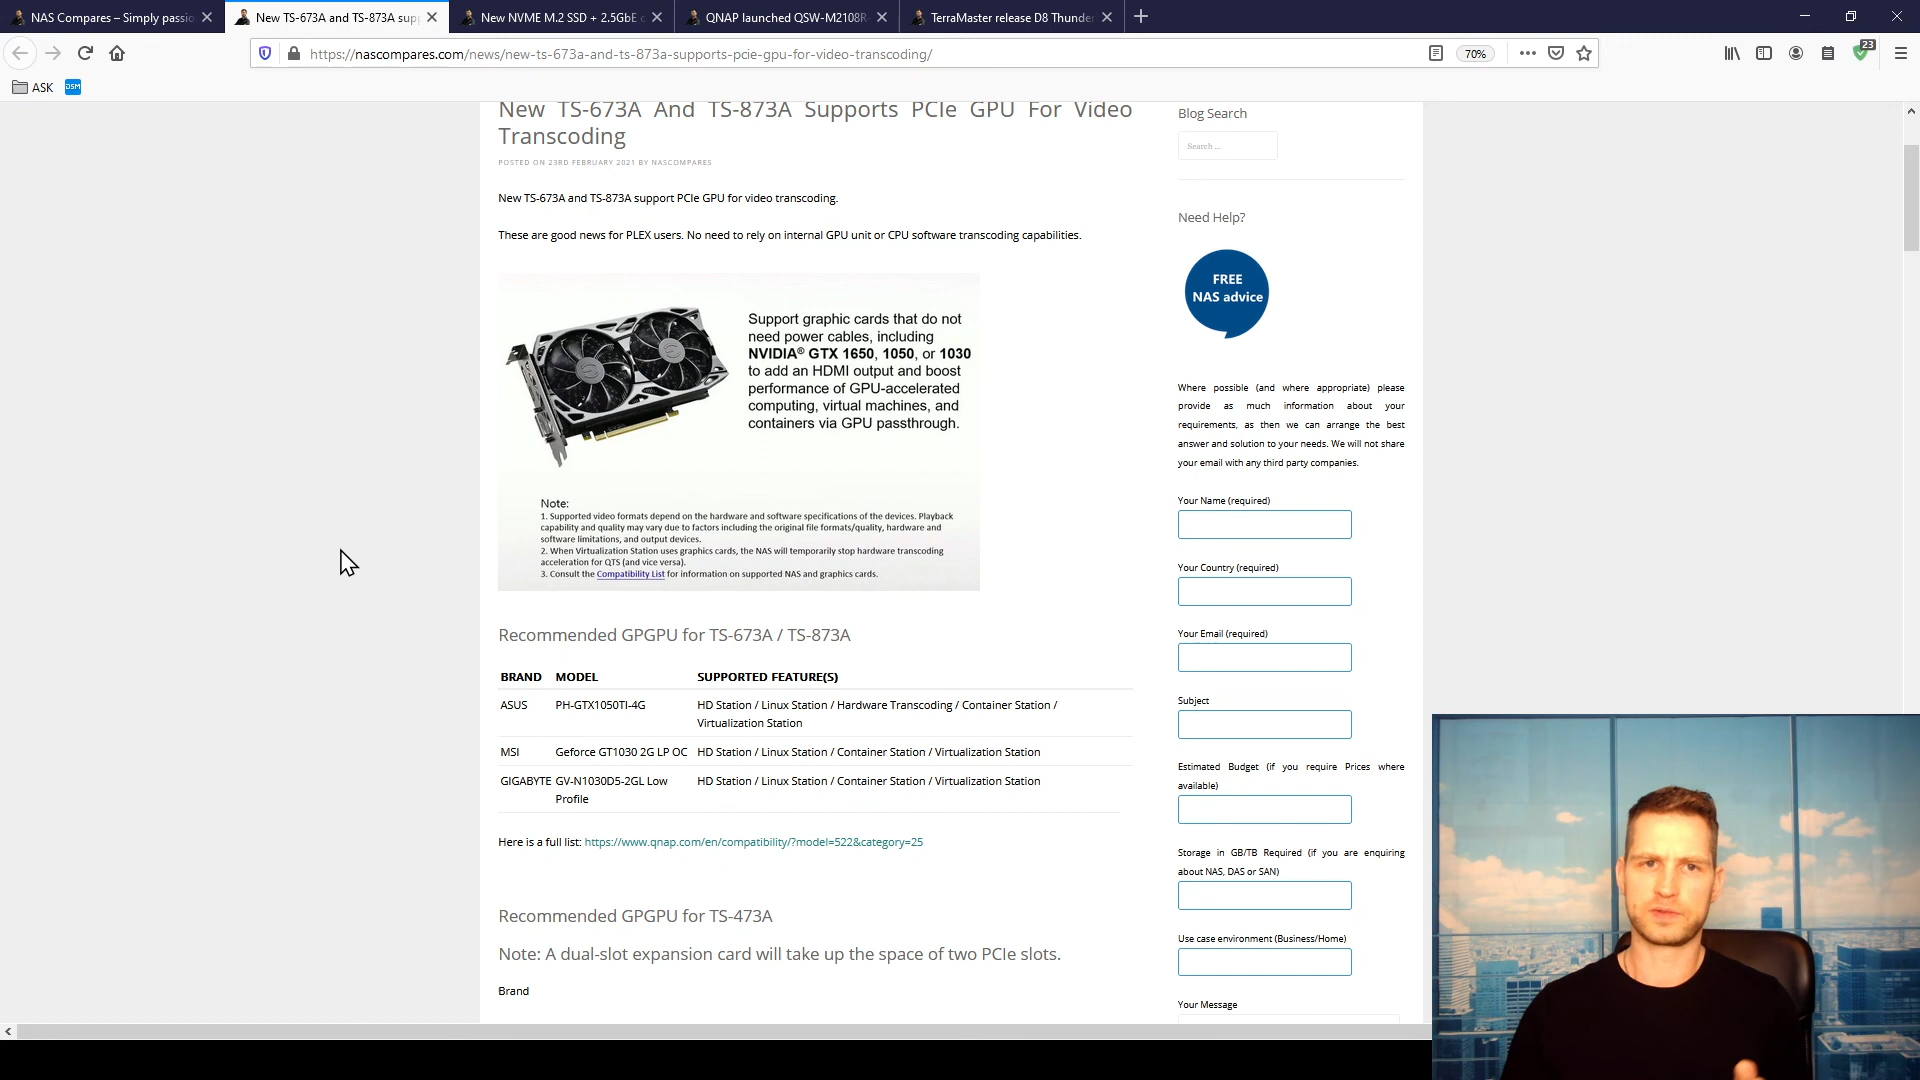 NAS Compares – Simply passio
New TS-673A and TS-873A sup
New NVME M.2 SSD + 2.5GbE c
QNAP launched QSW-M2108R-
TerraMaster release D8 Thunder
https://nascompares.com/news/new-ts-673a-and-ts-873a-supports-pcie-gpu-for-video-transcoding/
70%
23
ASK
DSM
New TS-673A And TS-873A Supports PCIe GPU For Video
Transcoding
POSTED ON 23RD FEBRUARY 2021 BY NASCOMPARES
New TS-673A and TS-873A support PCIe GPU for video transcoding.
These are good news for PLEX users. No need to rely on internal GPU unit or CPU software transcoding capabilities.
Support graphic cards that do not
need power cables, including
NVIDIA® GTX 1650, 1050, or 1030
to add an HDMI output and boost
performance of GPU-accelerated
computing, virtual machines, and
containers via GPU passthrough.
Note:
1. Supported video formats depend on the hardware and software specifications of the devices. Playback
capability and quality may vary due to factors including the original file formats/quality, hardware and
software limitations, and output devices.
2. When Virtualization Station uses graphics cards, the NAS will temporarily stop hardware transcoding
acceleration for QTS (and vice versa).
3. Consult the Compatibility List for information on supported NAS and graphics cards.
Recommended GPGPU for TS-673A / TS-873A
BRAND MODEL SUPPORTED FEATURE(S)
ASUS PH-GTX1050TI-4G HD Station / Linux Station / Hardware Transcoding / Container Station /
Virtualization Station
MSI Geforce GT1030 2G LP OC HD Station / Linux Station / Container Station / Virtualization Station
GIGABYTE GV-N1030D5-2GL Low HD Station / Linux Station / Container Station / Virtualization Station
Profile
Here is a full list: https://www.qnap.com/en/compatibility/?model=522&category=25
Recommended GPGPU for TS-473A
Note: A dual-slot expansion card will take up the space of two PCIe slots.
Brand
Blog Search
Search ...
Need Help?
FREE
NAS advice
Where possible (and where appropriate) please
provide as much information about your
requirements, as then we can arrange the best
answer and solution to your needs. We will not share
your email with any third party companies.
Your Name (required)
Your Country (required)
Your Email (required)
Subject
Estimated Budget (if you require Prices where
available)
Storage in GB/TB Required (if you are enquiring
about NAS, DAS or SAN)
Use case environment (Business/Home)
Your Message